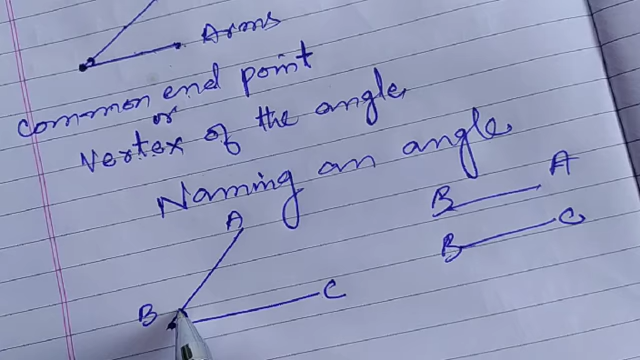 Arms
common end point
or
Vertex of the angle.
Naming an angle.
A
B C
B A
B C